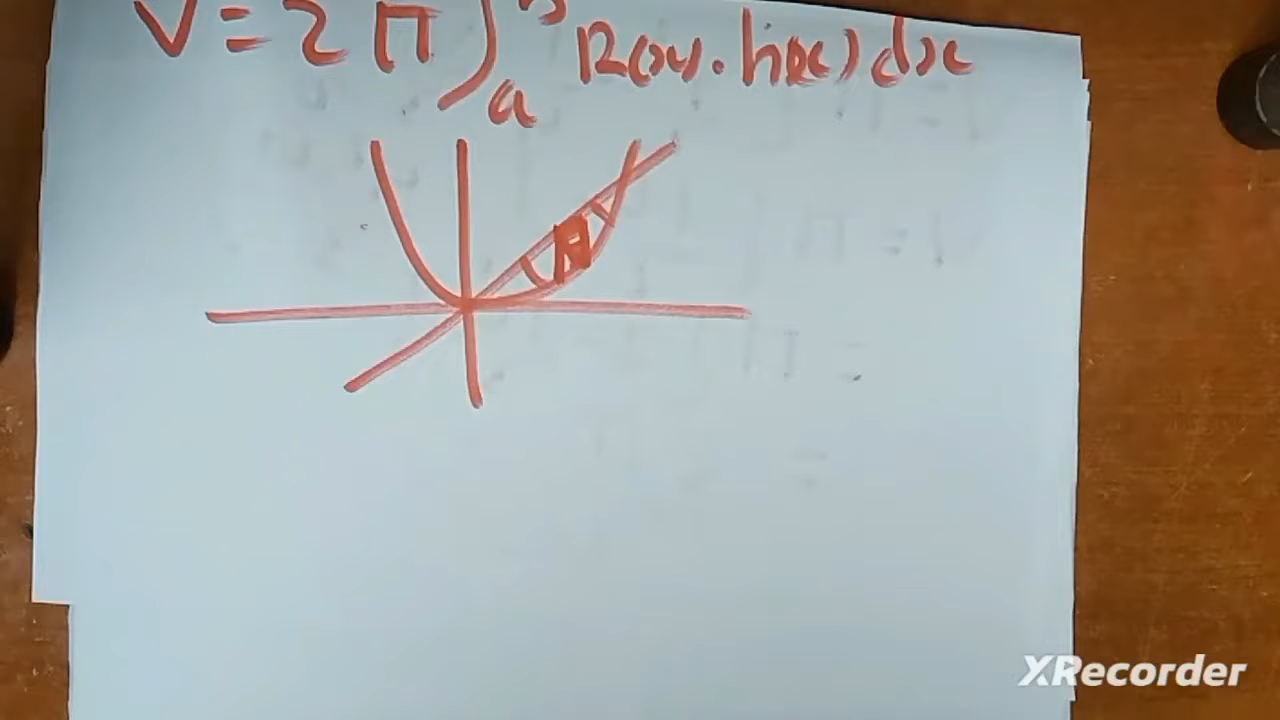 V = 2π∫ₐᵇ R(x).h(x)dx
XRecorder